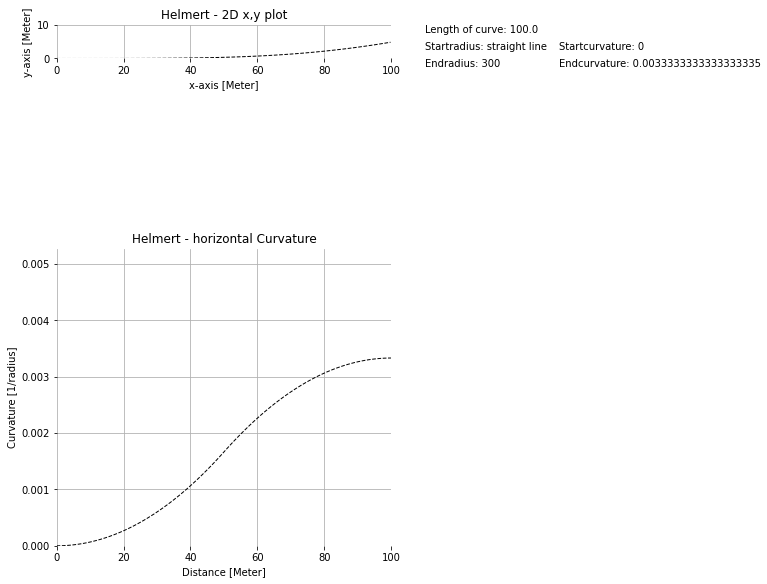 Helmert - 2D x,y plot
y-axis [Meter]
10
0
0 20 40 60 80 100
x-axis [Meter]
Length of curve: 100.0
Startradius: straight line Startcurvature: 0
Endradius: 300 Endcurvature: 0.0033333333333333335
Helmert - horizontal Curvature
Curvature [1/radius]
0.005
0.004
0.003
0.002
0.001
0.000
0 20 40 60 80 100
Distance [Meter]